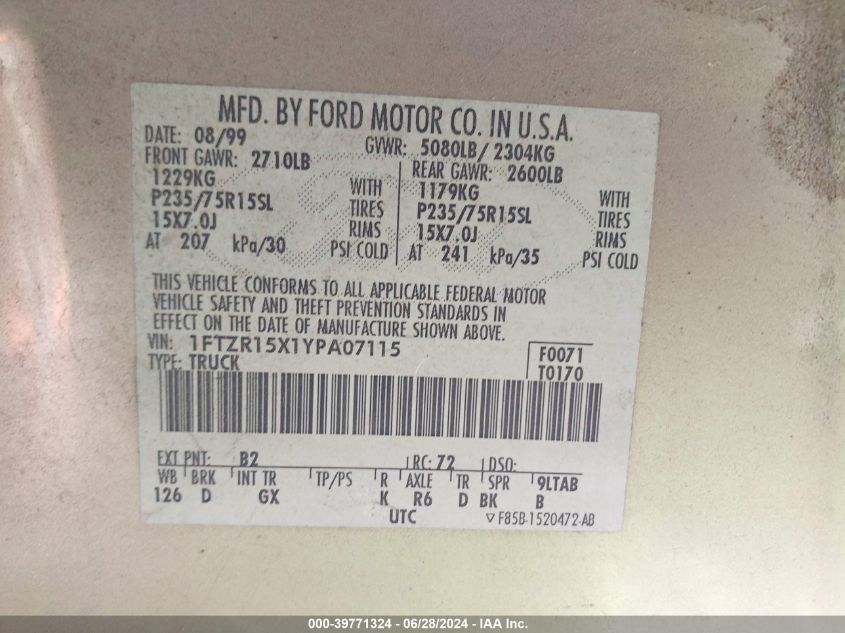 MFD. BY FORD MOTOR CO. IN U.S.A.
DATE: 08/99 GVWR: 5080LB/ 2304KG
FRONT GAWR: 2710LB REAR GAWR: 2600LB
1229KG WITH 1179KG WITH
P235/75R15SL TIRES P235/75R15SL TIRES
15X7.0J RIMS 15X7.0J RIMS
AT 207 kPa/30 PSI COLD AT 241 kPa/35 PSI COLD
THIS VEHICLE CONFORMS TO ALL APPLICABLE FEDERAL MOTOR
VEHICLE SAFETY AND THEFT PREVENTION STANDARDS IN
EFFECT ON THE DATE OF MANUFACTURE SHOWN ABOVE.
VIN: 1FTZR15X1YPA07115 F0071
TYPE: TRUCK T0170
EXT PNT: B2 RC: 72 DSO:
WB BRK INT TR TP/PS R AXLE TR SPR 9LTAB
126 D GX K R6 D BK B
UTC ▽ F85B-1520472-AB
000-39771324 / 06/28/2024 - IAA Inc.